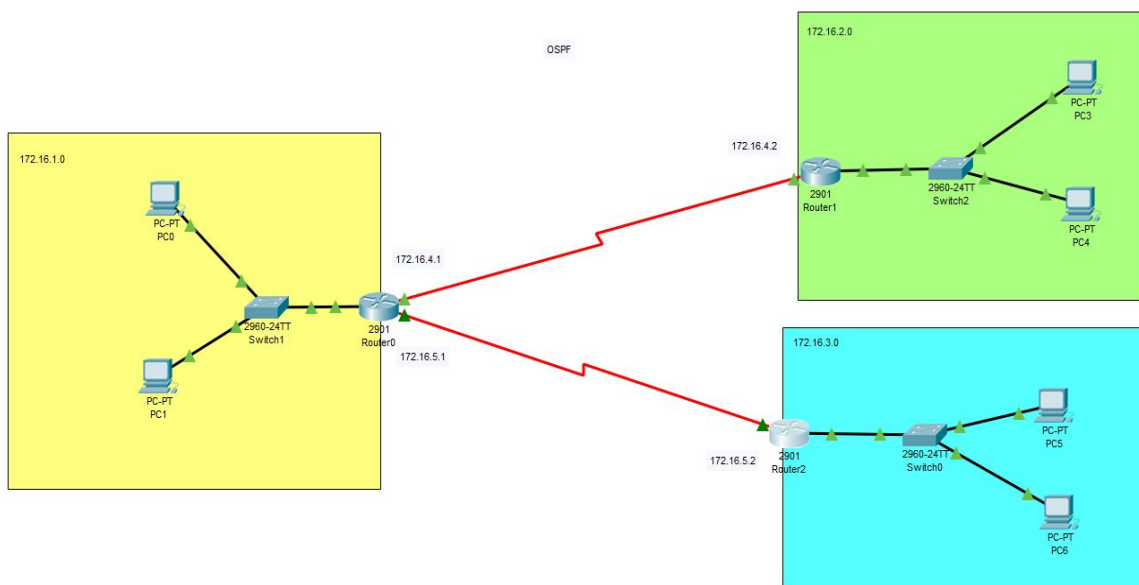 OSPF
172.16.1.0
PC-PT
PC0
2960-24TT
Switch1
PC-PT
PC1
172.16.4.1
2901
Router0
172.16.5.1
172.16.2.0
172.16.4.2
2901
Router1
2960-24TT
Switch2
PC-PT
PC3
PC-PT
PC4
172.16.3.0
172.16.5.2
2901
Router2
2960-24TT
Switch0
PC-PT
PC5
PC-PT
PC6